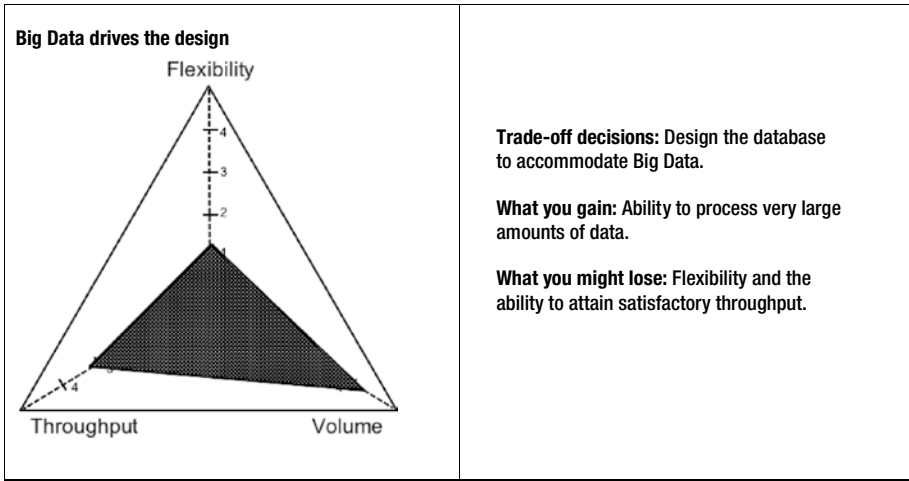 Big Data drives the design
Flexibility
4
3
2
1
3
4
Throughput
Volume
Trade-off decisions: Design the database
to accommodate Big Data.
What you gain: Ability to process very large
amounts of data.
What you might lose: Flexibility and the
ability to attain satisfactory throughput.